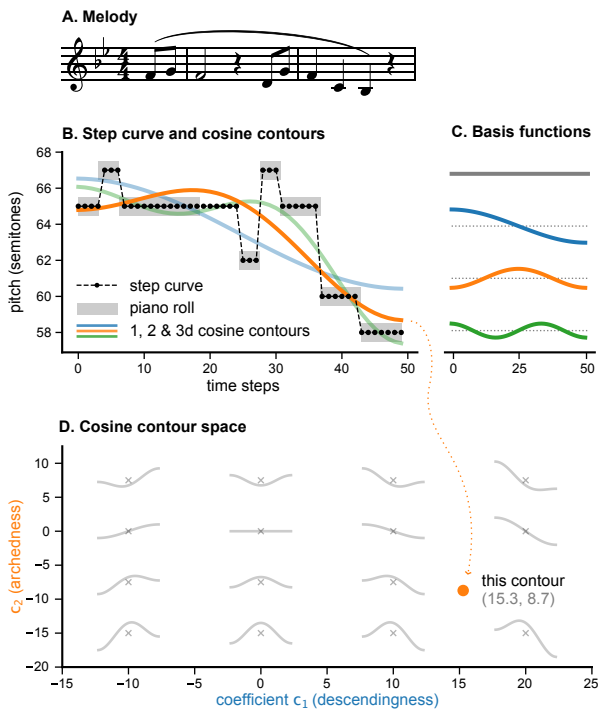 A. Melody
4
4
B. Step curve and cosine contours
C. Basis functions
68
66
64
62
60
58
pitch (semitones)
step curve
piano roll
1, 2 & 3d cosine contours
0 10 20 30 40 50
time steps
0 25 50
D. Cosine contour space
10
5
0
−5
−10
−15
−20
c₂ (archedness)
this contour
(15.3, 8.7)
−15 −10 −5 0 5 10 15 20 25
coefficient c₁ (descendingness)